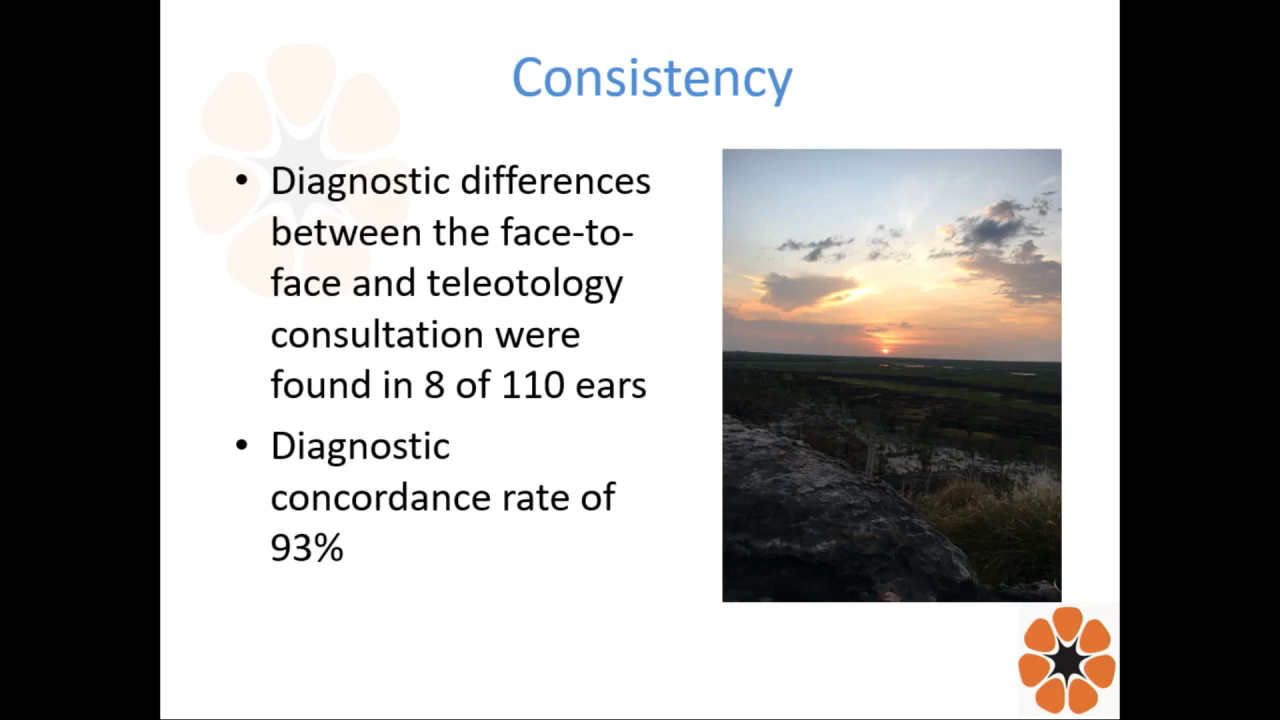 Consistency
• Diagnostic differences
between the face-to-
face and teleotology
consultation were
found in 8 of 110 ears
• Diagnostic
concordance rate of
93%